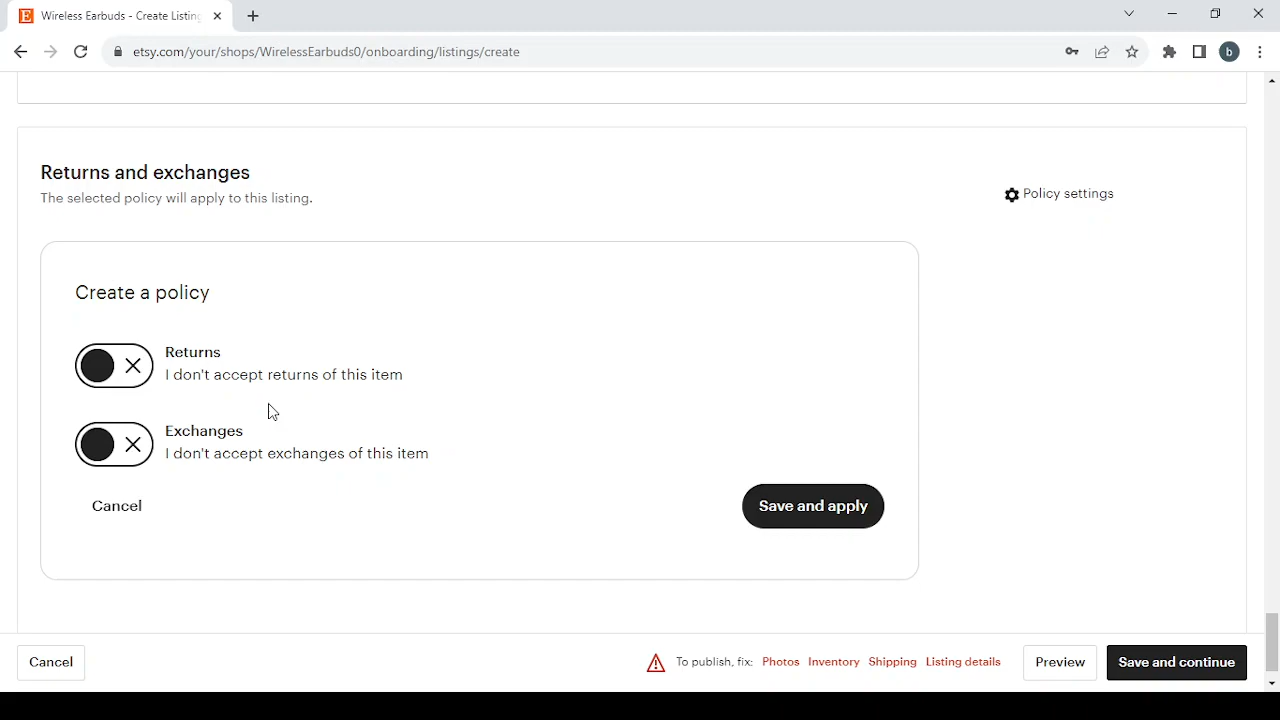 Wireless Earbuds - Create Listing
etsy.com/your/shops/WirelessEarbuds0/onboarding/listings/create
b
Returns and exchanges
The selected policy will apply to this listing.
Policy settings
Create a policy
Returns
I don't accept returns of this item
Exchanges
I don't accept exchanges of this item
Cancel
Save and apply
Cancel
To publish, fix: Photos Inventory Shipping Listing details
Preview
Save and continue